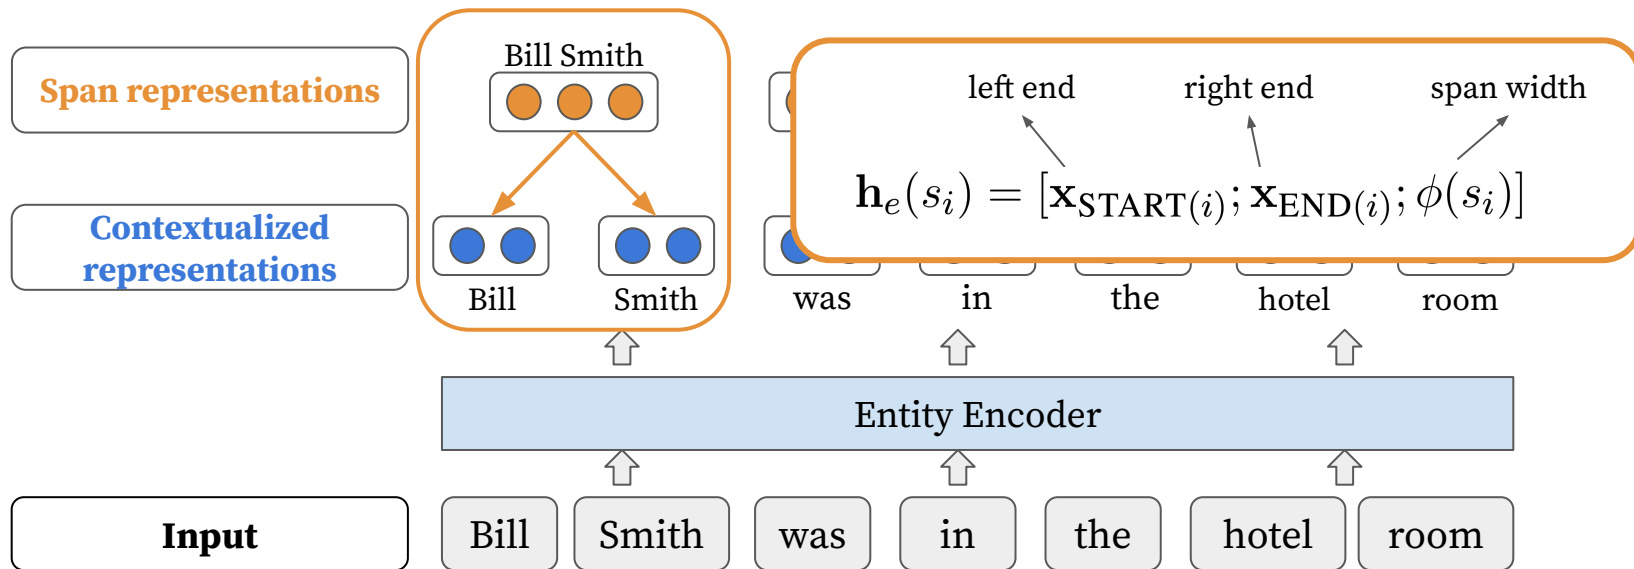 Span representations
Bill Smith
left end right end span width
h_e(s_i) = [x_START(i); x_END(i); ϕ(s_i)]
Contextualized
representations
Bill Smith was in the hotel room
Entity Encoder
Input
Bill Smith was in the hotel room